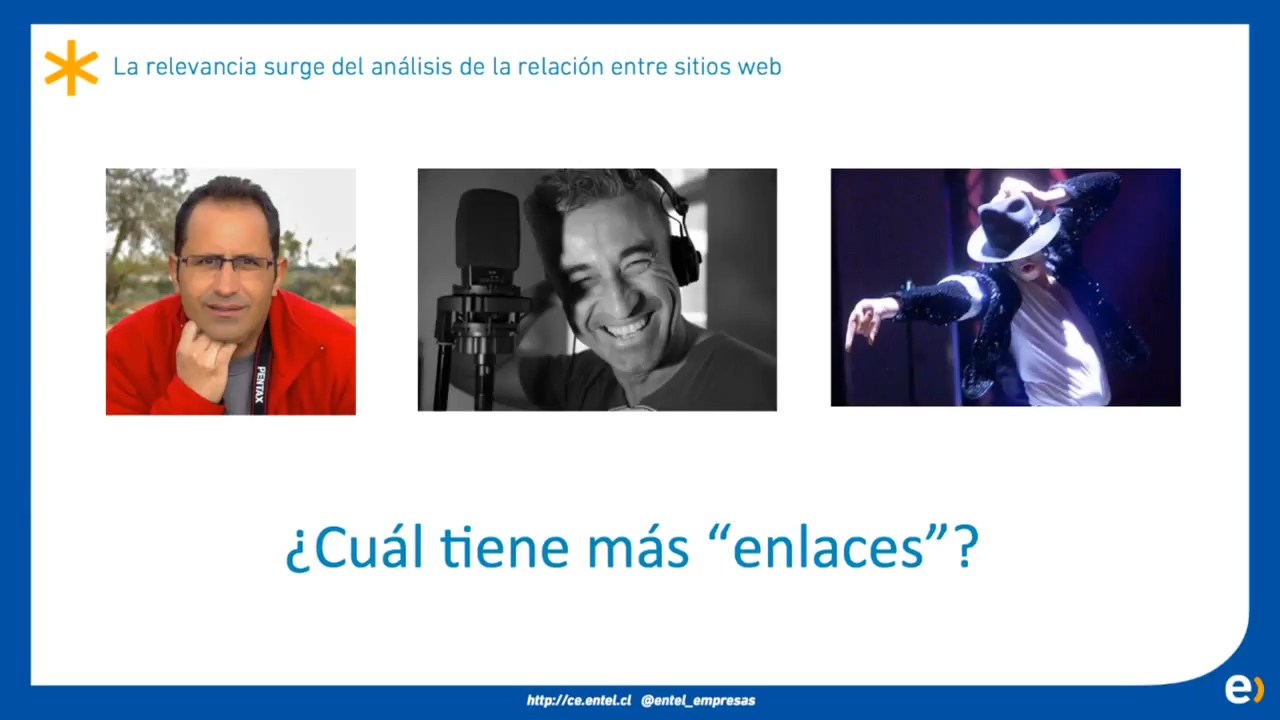 La relevancia surge del análisis de la relación entre sitios web
PENTAX
¿Cuál tiene más “enlaces”?
http://ce.entel.cl @entel_empresas
e)